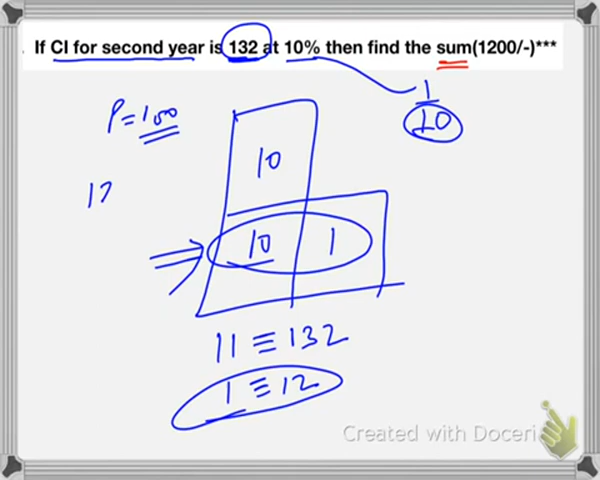 If CI for second year is 132 at 10% then find the sum(1200/-)***
1
10
P=100
10
12
10 1
11 ≡ 132
1 ≡ 12
Created with Doceri